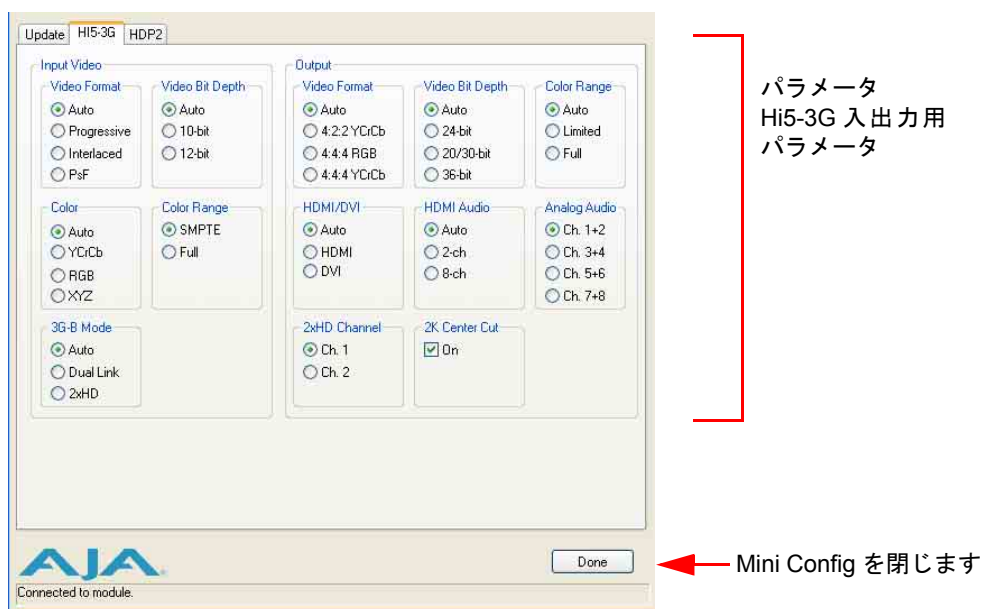 Update HI5-3G HDP2
Input Video
Output
Video Format Video Bit Depth Video Format Video Bit Depth Color Range
Auto Auto Auto Auto Auto
Progressive 10-bit 4:2:2 YCrCb 24-bit Limited
Interlaced 12-bit 4:4:4 RGB 20/30-bit Full
PsF 4:4:4 YCrCb 36-bit
Color Color Range HDMI/DVI HDMI Audio Analog Audio
Auto SMPTE Auto Auto Ch. 1+2
YCrCb Full HDMI 2-ch Ch. 3+4
RGB DVI 8-ch Ch. 5+6
XYZ Ch. 7+8
3G-B Mode 2xHD Channel 2K Center Cut
Auto Ch. 1 On
Dual Link Ch. 2
2xHD
パラメータ
Hi5-3G 入出力用
パラメータ
AJA
Done
Mini Config を閉じます
Connected to module.